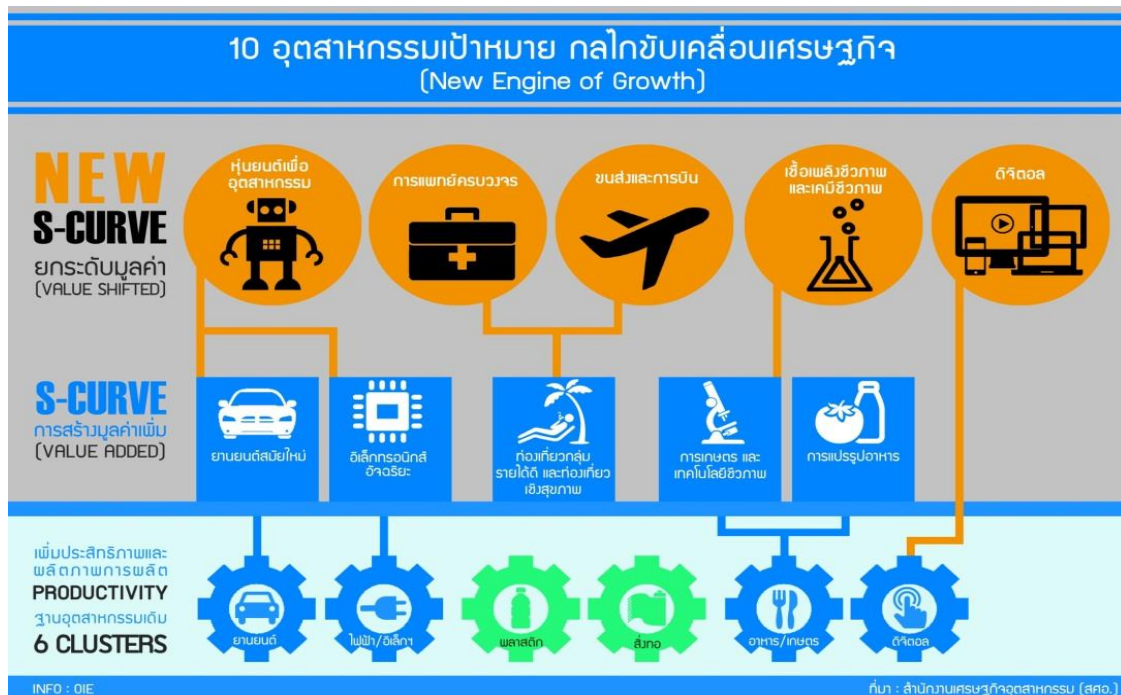 10 อุตสาหกรรมเป้าหมาย กลไกขับเคลื่อนเศรษฐกิจ
(New Engine of Growth)
NEW
S-CURVE
ยกระดับมูลค่า
(VALUE SHIFTED)
หุ่นยนต์เพื่อ
อุตสาหกรรม
การแพทย์ครบวงจร
ขนส่งและการบิน
เชื้อเพลิงชีวภาพ
และเคมีชีวภาพ
ดิจิตอล
S-CURVE
การสร้างมูลค่าเพิ่ม
(VALUE ADDED)
ยานยนต์สมัยใหม่
อิเล็กทรอนิกส์
อัจฉริยะ
ท่องเที่ยวกลุ่ม
รายได้ดี และท่องเที่ยว
เชิงสุขภาพ
การเกษตร และ
เทคโนโลยีชีวภาพ
การแปรรูปอาหาร
เพิ่มประสิทธิภาพและ
ผลิตภาพการผลิต
PRODUCTIVITY
ฐานอุตสาหกรรมเดิม
6 CLUSTERS
ยานยนต์
ไฟฟ้า/อิเล็กฯ
พลาสติก
สิ่งทอ
อาหาร/เกษตร
ดิจิตอล
INFO : OIE
ที่มา : สำนักงานเศรษฐกิจอุตสาหกรรม (สศอ.)